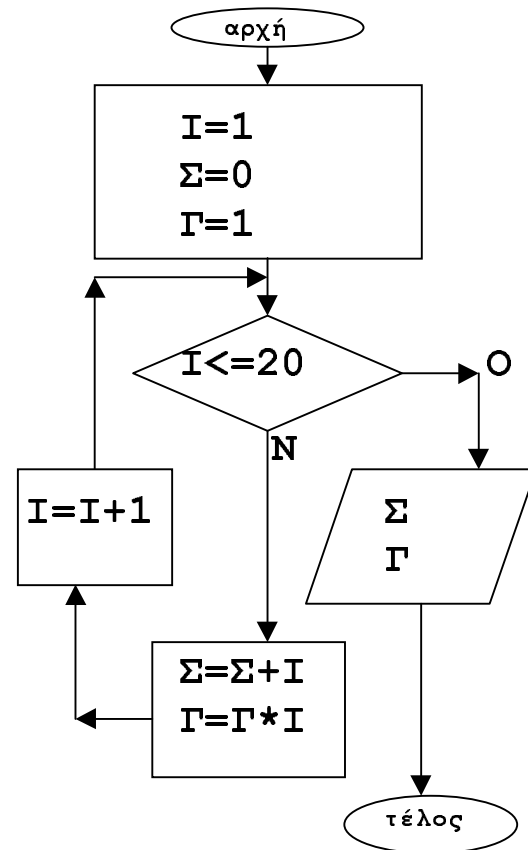 αρχή
I=1
Σ=0
Γ=1
I<=20
Ο
Ν
I=I+1
Σ
Γ
Σ=Σ+I
Γ=Γ*I
τέλος